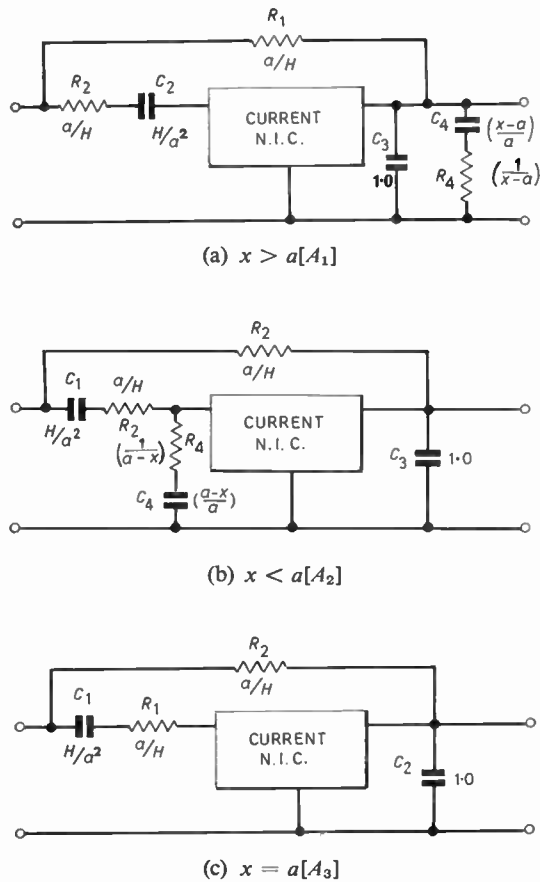 R₁
a/H
R₂
C₂
a/H
H/a²
CURRENT
N.I.C.
C₃
1·0
C₄
(x-a/a)
R₄
(1/x-a)
(a) x > a[A₁]
R₂
a/H
C₁
a/H
H/a²
R₂
(1/a-x)
R₄
C₄
(a-x/a)
CURRENT
N.I.C.
C₃
1·0
(b) x < a[A₂]
R₂
a/H
C₁
R₁
H/a²
a/H
CURRENT
N.I.C.
C₂
1·0
(c) x = a[A₃]